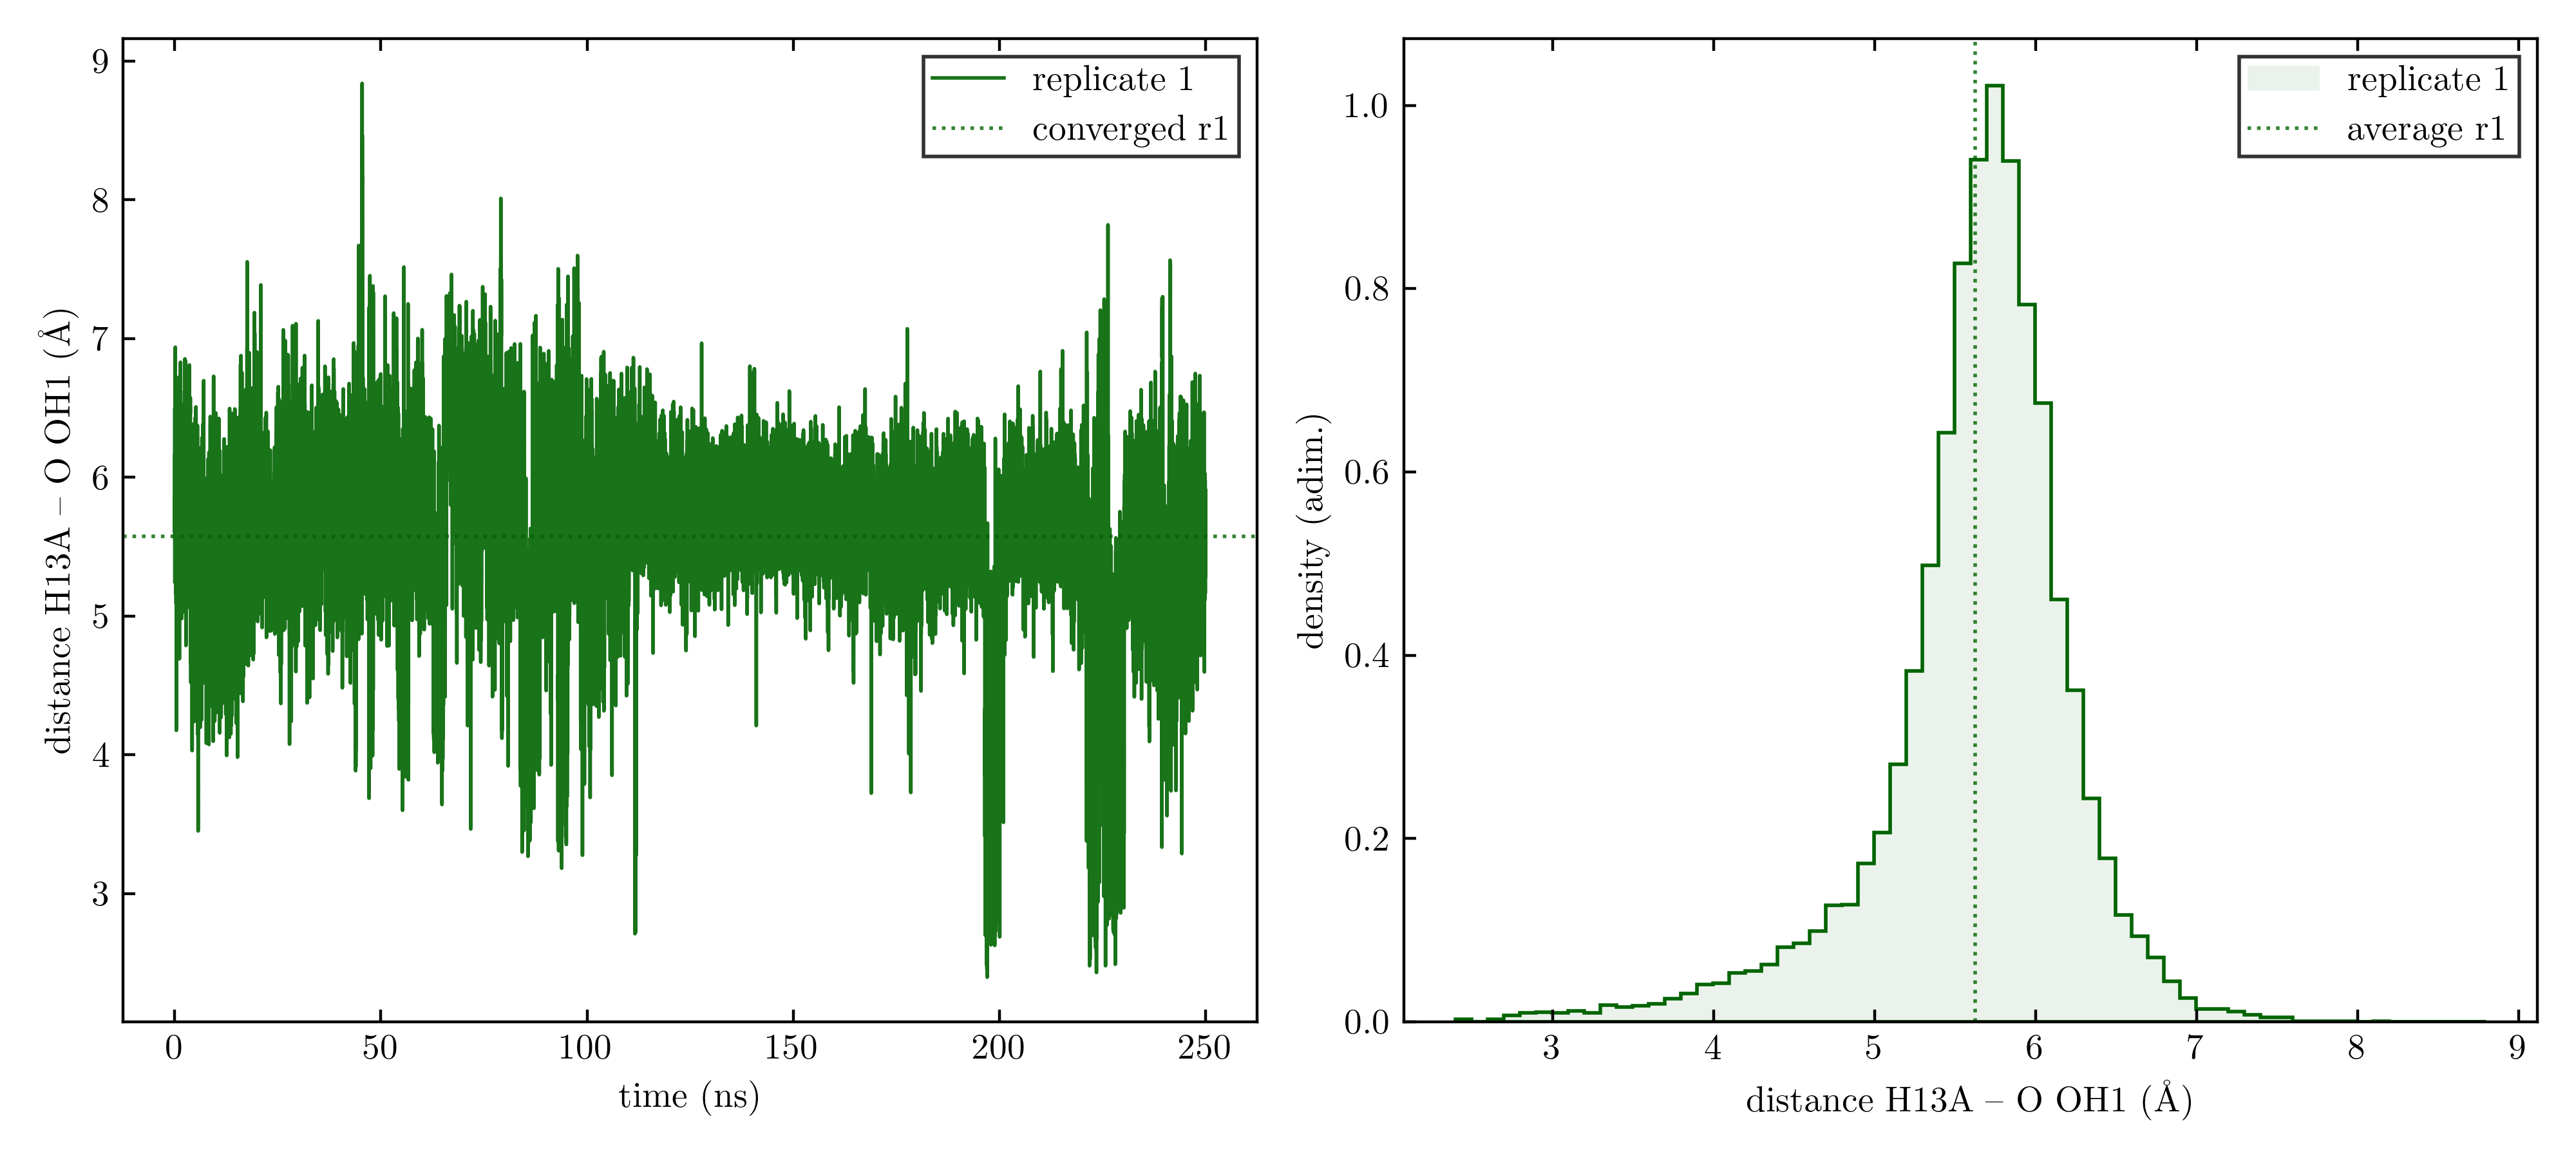 9
8
7
6
5
4
3
distance H13A – O OH1 (Å)
0 50 100 150 200 250
time (ns)
replicate 1
converged r1
1.0
0.8
0.6
0.4
0.2
0.0
density (adim.)
3 4 5 6 7 8 9
distance H13A – O OH1 (Å)
replicate 1
average r1